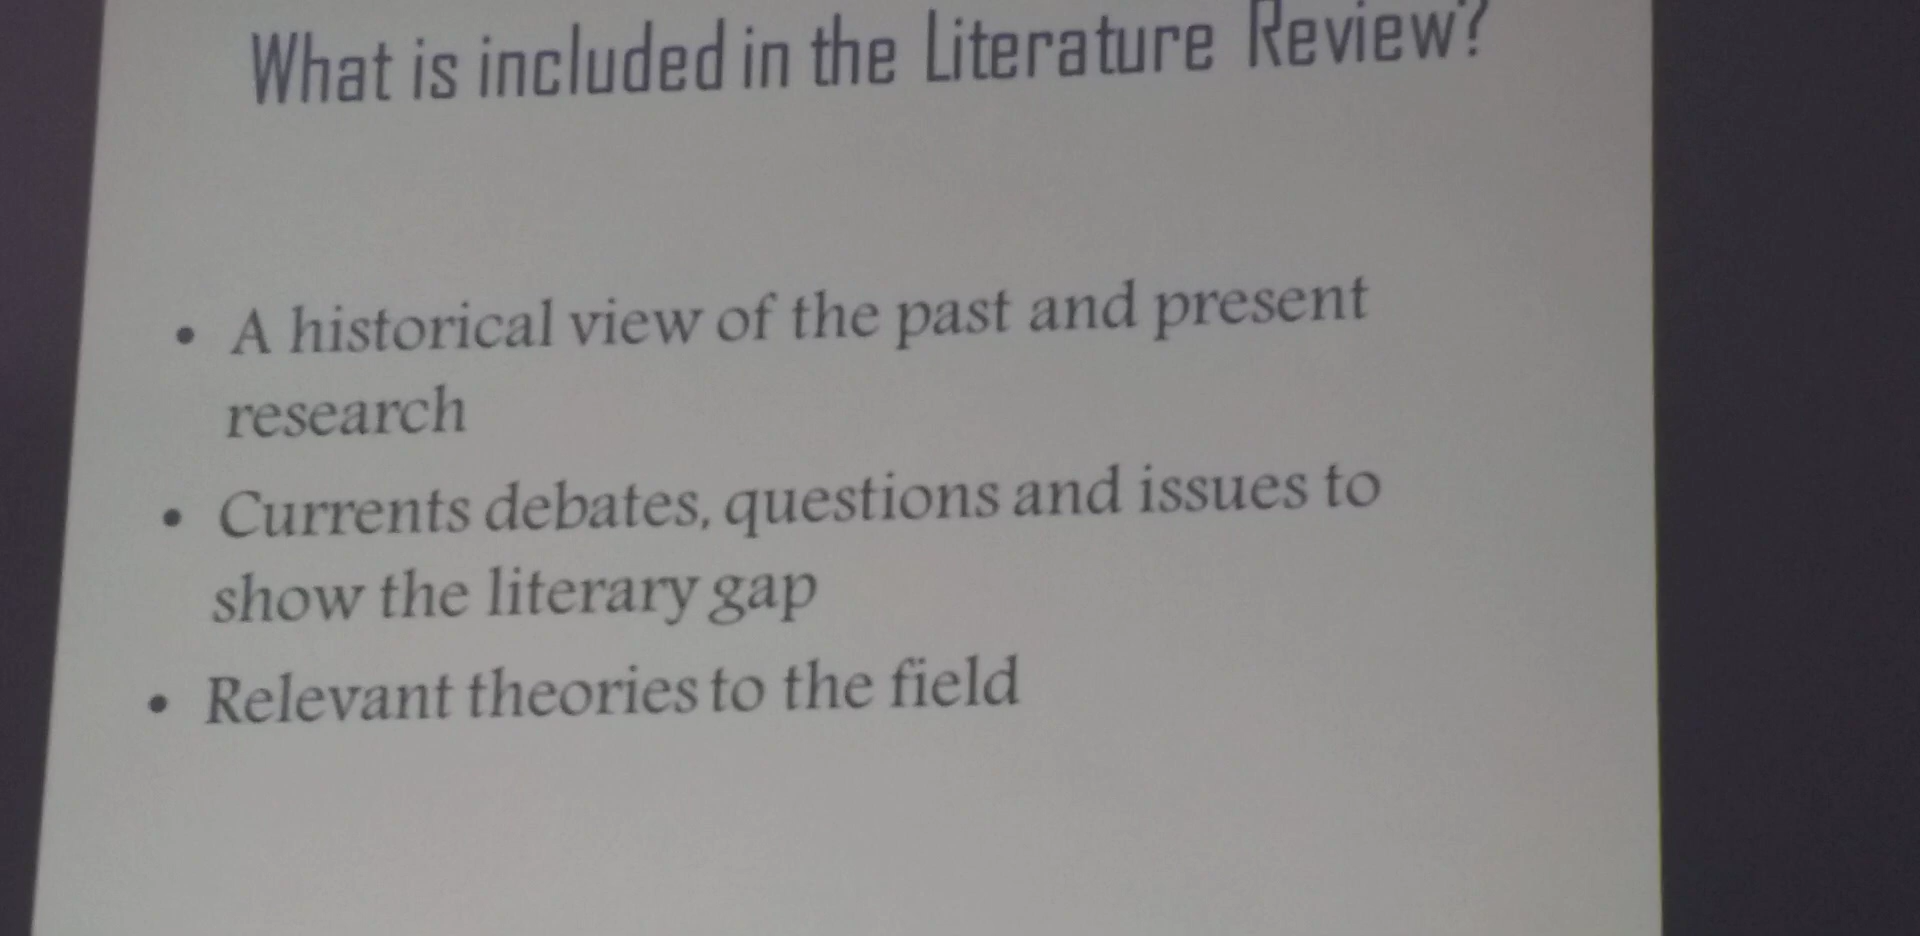 What is included in the Literature Review?
• A historical view of the past and present
research
• Currents debates, questions and issues to
show the literary gap
• Relevant theories to the field